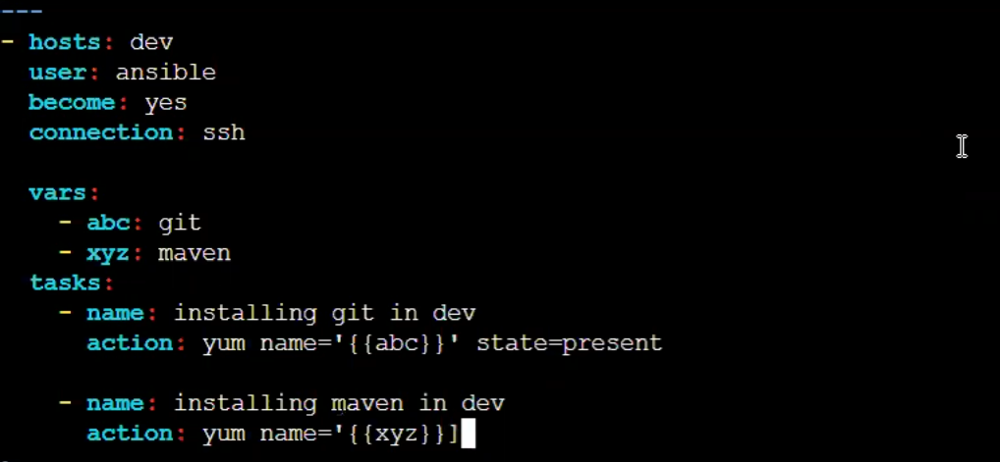 ---
- hosts: dev
  user: ansible
  become: yes
  connection: ssh

  vars:
    - abc: git
    - xyz: maven
  tasks:
    - name: installing git in dev
      action: yum name='{{abc}}' state=present

    - name: installing maven in dev
      action: yum name='{{xyz}}]